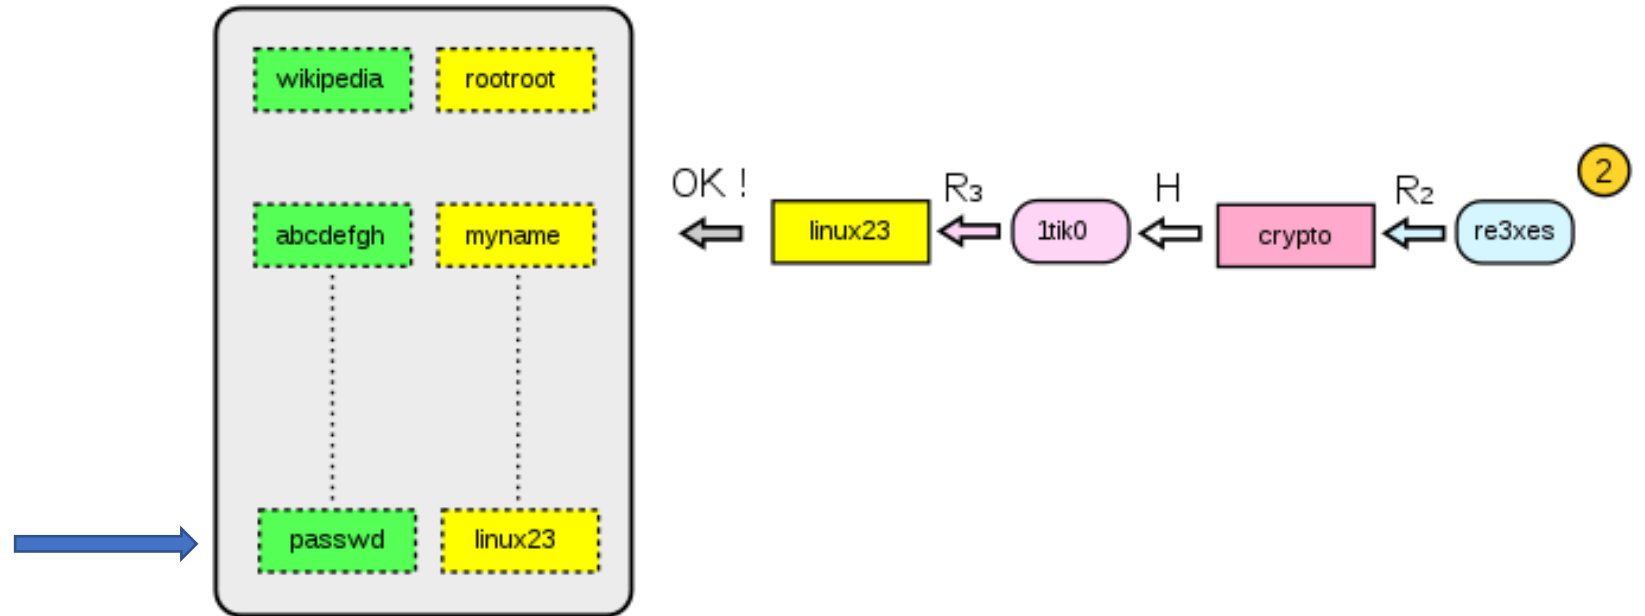 wikipedia rootroot
OK ! R₃ H R₂ 2
abcdefgh myname linux23 1tik0 crypto re3xes
passwd linux23